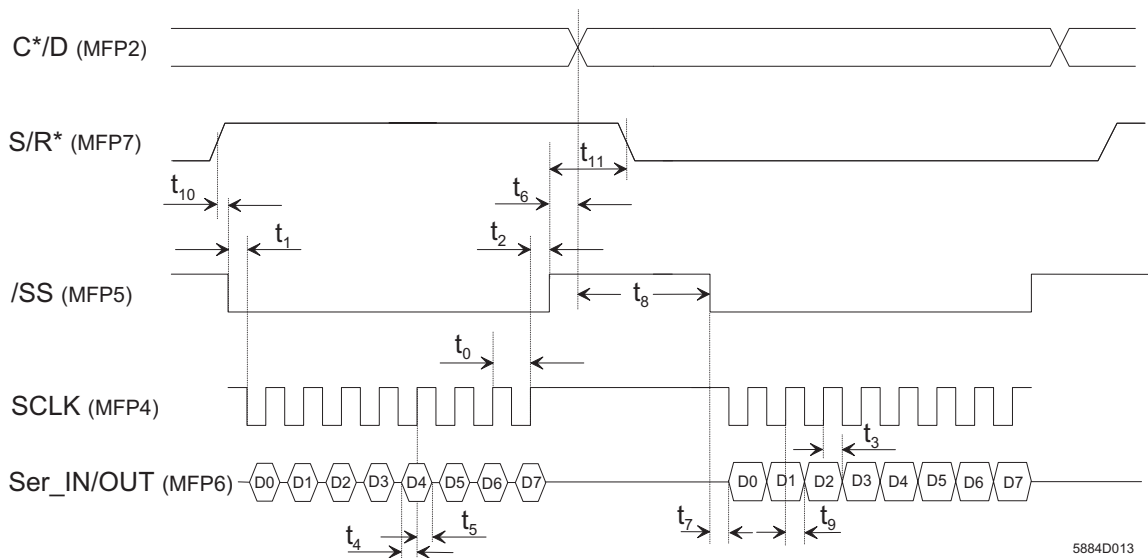 C*/D (MFP2)
S/R* (MFP7)
t11
t10
t6
t1
t2
/SS (MFP5)
t8
t0
SCLK (MFP4)
t3
Ser_IN/OUT (MFP6)
D0 D1 D2 D3 D4 D5 D6 D7 D0 D1 D2 D3 D4 D5 D6 D7
t4
t5
t7
t9
5884D013